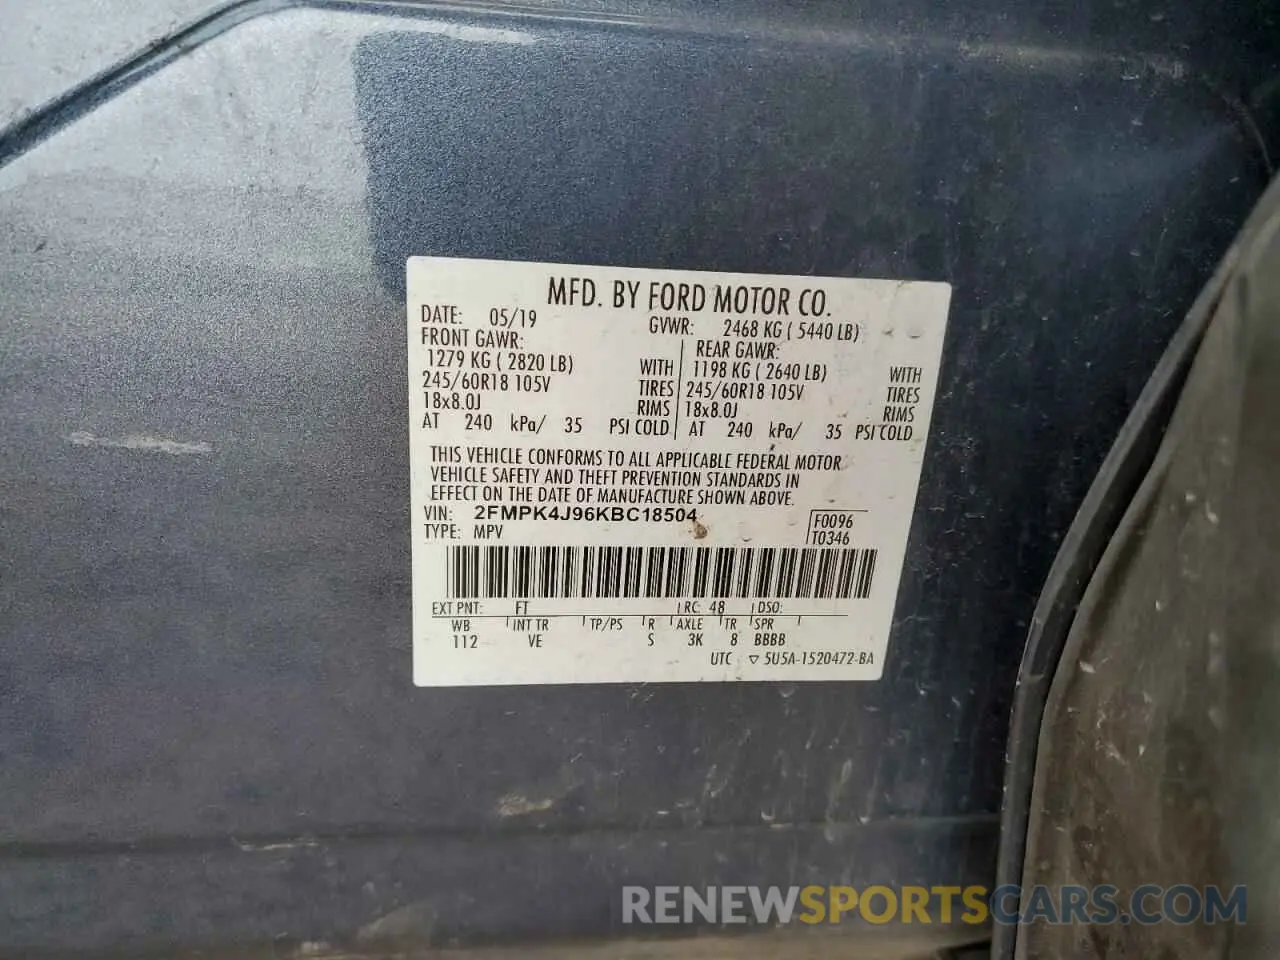 MFD. BY FORD MOTOR CO.
DATE: 05/19 GVWR: 2468 KG ( 5440 LB)
FRONT GAWR: REAR GAWR:
1279 KG ( 2820 LB) WITH 1198 KG ( 2640 LB) WITH
245/60R18 105V TIRES 245/60R18 105V TIRES
18x8.0J RIMS 18x8.0J RIMS
AT 240 kPa/ 35 PSI COLD AT 240 kPa/ 35 PSI COLD
THIS VEHICLE CONFORMS TO ALL APPLICABLE FEDERAL MOTOR
VEHICLE SAFETY AND THEFT PREVENTION STANDARDS IN
EFFECT ON THE DATE OF MANUFACTURE SHOWN ABOVE.
VIN: 2FMPK4J96KBC18504 F0096
TYPE: MPV T0346
EXT PNT: FT RC: 48 DSO:
WB INT TR TP/PS R AXLE TR SPR
112 VE S 3K 8 BBBB
UTC ▽ 5U5A-1520472-BA
RENEWSPORTSCARS.COM